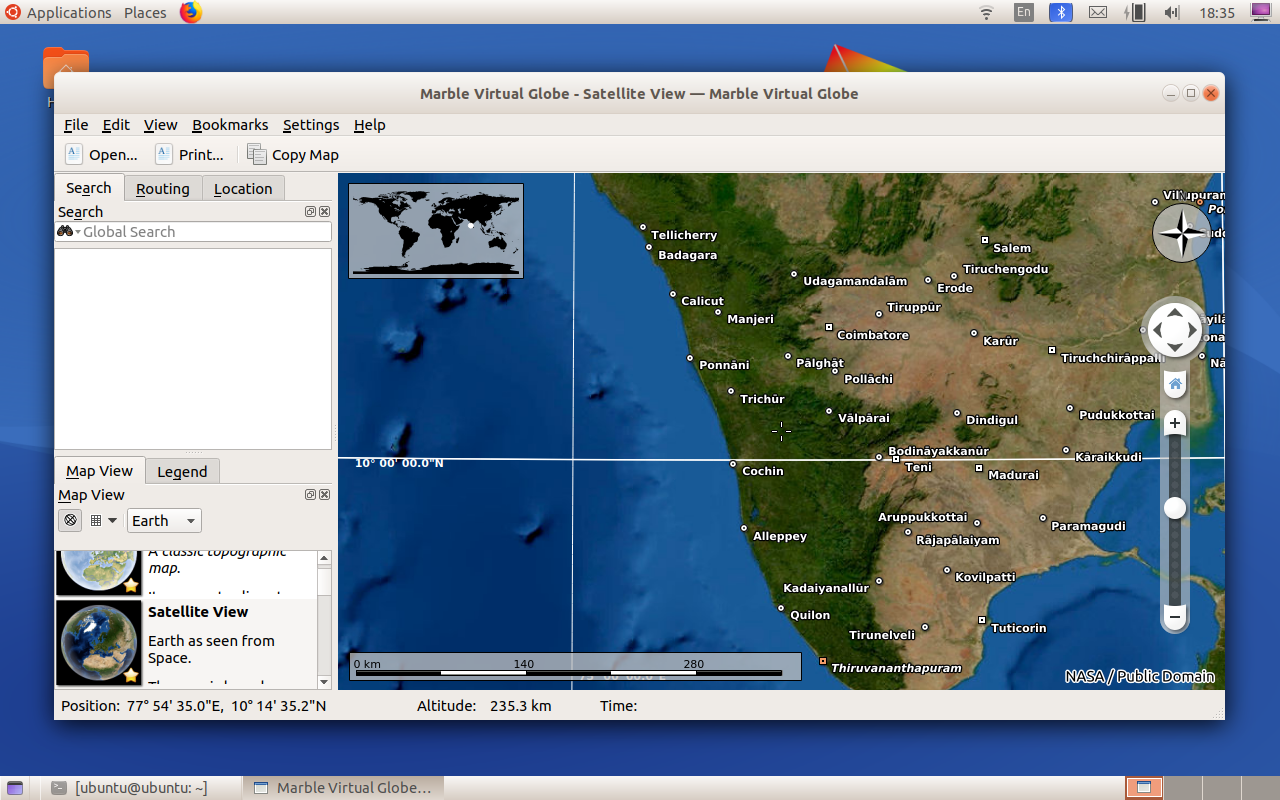 Applications Places En 18:35
H
Marble Virtual Globe - Satellite View — Marble Virtual Globe
File Edit View Bookmarks Settings Help
Open... Print... Copy Map
Search Routing Location
Search
Global Search
Map View Legend
Map View
Earth
A classic topographic
map.
Satellite View
Earth as seen from
Space.
Tellicherry
Badagara
Salem
Tiruchengodu
Udagamandalām
Erode
Calicut
Tiruppūr
Manjeri
Coimbatore
Karūr
Tiruchchirāppalli
Ponnāni
Pālghāt
Pollāchi
Trichūr
Vālpārai
Dindigul
Pudukkottai
Bodināyakkanūr
Kāraikkudi
10° 00' 00.0"N
Cochin
Teni
Madurai
Aruppukkottai
Paramagudi
Alleppey
Rājapālaiyam
Kovilpatti
Kadaiyanallūr
Quilon
Tirunelveli
Tuticorin
Thiruvananthapuram
0 km 140 280
NASA / Public Domain
Position: 77° 54' 35.0"E, 10° 14' 35.2"N Altitude: 235.3 km Time:
[ubuntu@ubuntu: ~] Marble Virtual Globe...